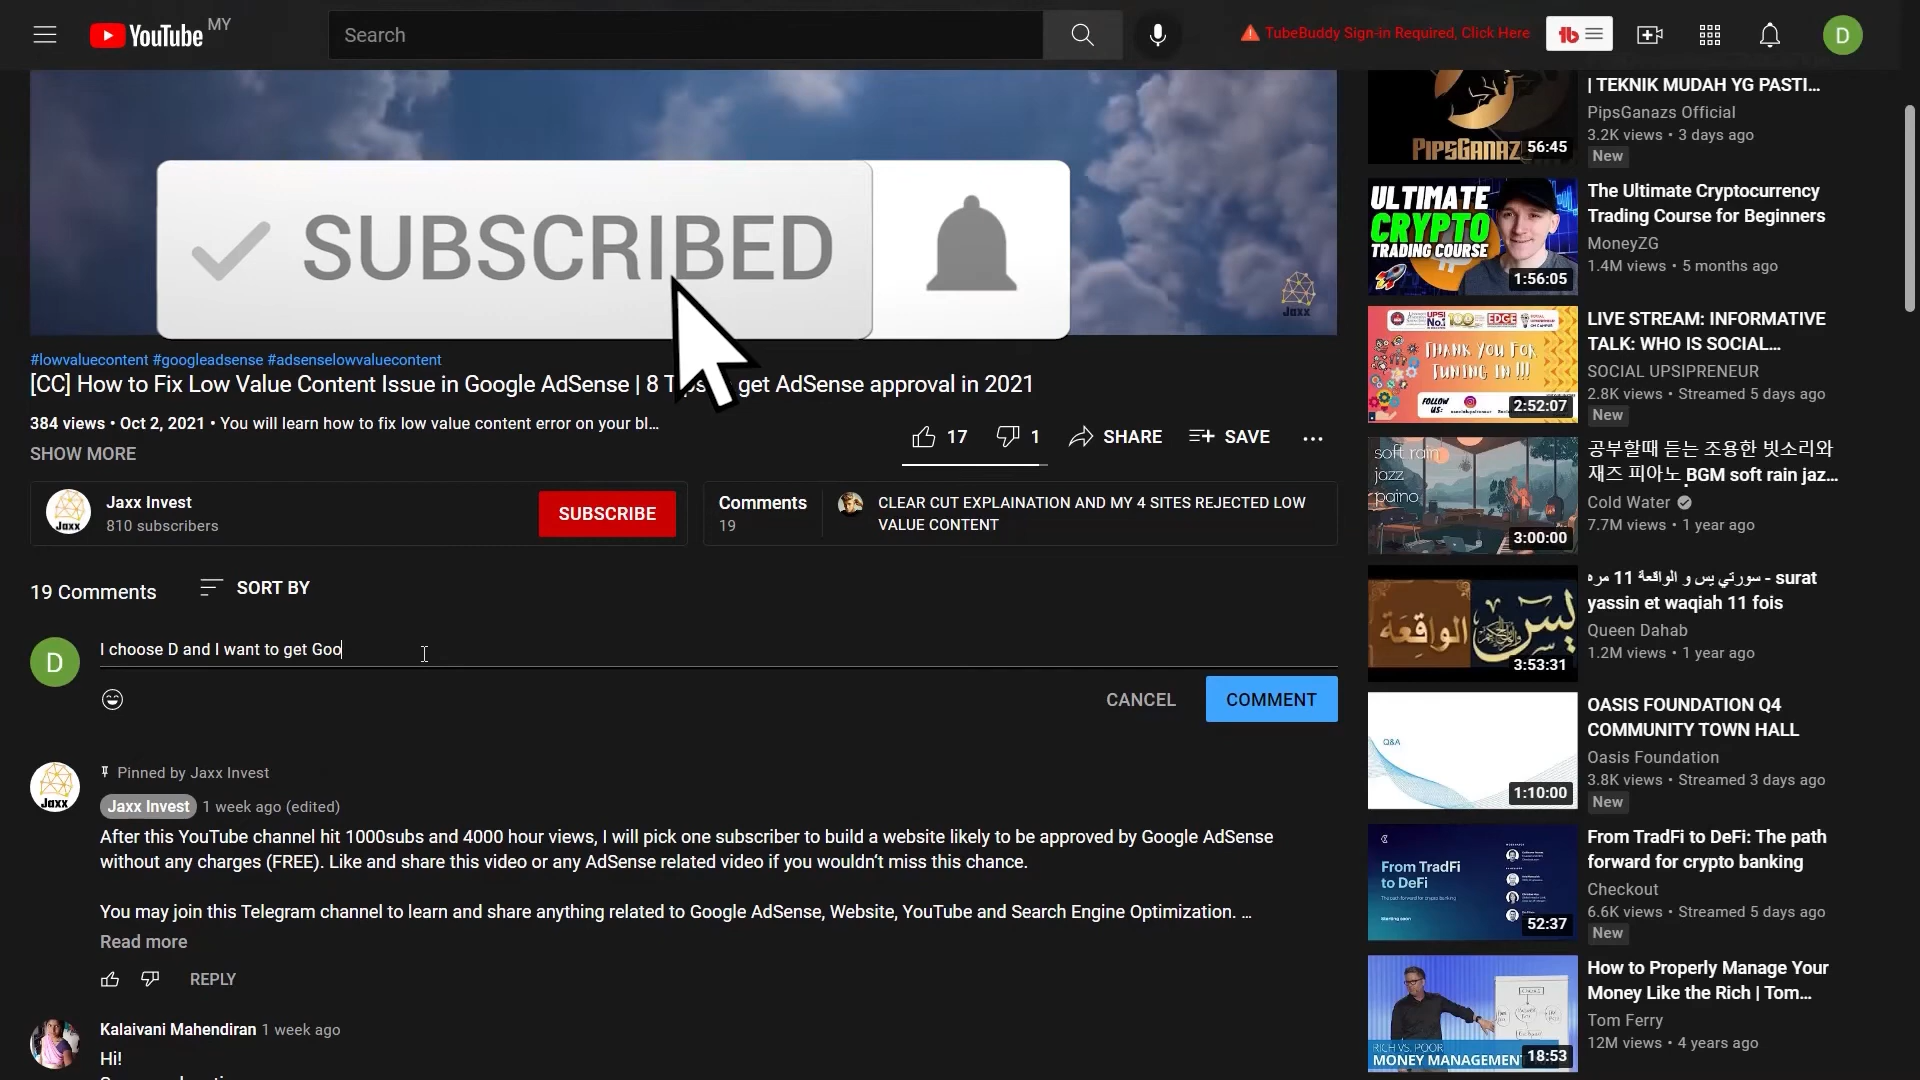 YouTube MY
Search
TubeBuddy Sign-in Required, Click Here
tb
D
SUBSCRIBED
Jaxx
#lowvaluecontent #googleadsense #adsenselowvaluecontent
[CC] How to Fix Low Value Content Issue in Google AdSense | 8 T get AdSense approval in 2021
384 views • Oct 2, 2021 • You will learn how to fix low value content error on your bl...
SHOW MORE
17
1
SHARE
SAVE
Jaxx
Jaxx Invest
810 subscribers
SUBSCRIBE
Comments
19
CLEAR CUT EXPLAINATION AND MY 4 SITES REJECTED LOW
VALUE CONTENT
19 Comments
SORT BY
D
I choose D and I want to get Goo
CANCEL
COMMENT
Jaxx
Pinned by Jaxx Invest
Jaxx Invest 1 week ago (edited)
After this YouTube channel hit 1000subs and 4000 hour views, I will pick one subscriber to build a website likely to be approved by Google AdSense
without any charges (FREE). Like and share this video or any AdSense related video if you wouldn't miss this chance.
You may join this Telegram channel to learn and share anything related to Google AdSense, Website, YouTube and Search Engine Optimization. ...
Read more
REPLY
Kalaivani Mahendiran 1 week ago
Hi!
PIPSGANAZ
56:45
| TEKNIK MUDAH YG PASTI...
PipsGanazs Official
3.2K views • 3 days ago
New
ULTIMATE
CRYPTO
TRADING COURSE
1:56:05
The Ultimate Cryptocurrency
Trading Course for Beginners
MoneyZG
1.4M views • 5 months ago
UPSI
No.1
100
EDGE
THANK YOU FOR
TUNING IN !!!
FOLLOW
US:
2:52:07
LIVE STREAM: INFORMATIVE
TALK: WHO IS SOCIAL...
SOCIAL UPSIPRENEUR
2.8K views • Streamed 5 days ago
New
soft rain
jazz
paino
3:00:00
공부할때 듣는 조용한 빗소리와
재즈 피아노 BGM soft rain jaz...
Cold Water
7.7M views • 1 year ago
يس
و
الواقعة
3:53:31
سورتي يس و الواقعة 11 مره - surat
yassin et waqiah 11 fois
Queen Dahab
1.2M views • 1 year ago
Q&A
1:10:00
OASIS FOUNDATION Q4
COMMUNITY TOWN HALL
Oasis Foundation
3.8K views • Streamed 3 days ago
New
From TradFi
to DeFi
52:37
From TradFi to DeFi: The path
forward for crypto banking
Checkout
6.6K views • Streamed 5 days ago
New
RICH VS. POOR
MONEY MANAGEMENT
18:53
How to Properly Manage Your
Money Like the Rich | Tom...
Tom Ferry
12M views • 4 years ago